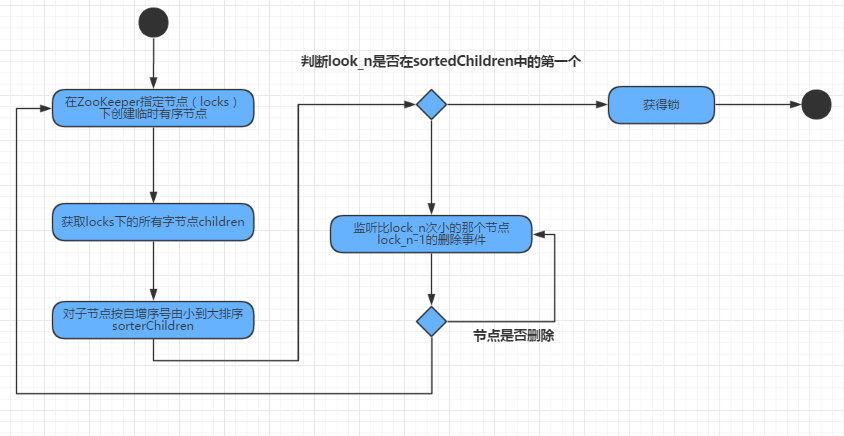 判断look_n是否在sortedChildren中的第一个
在ZooKeeper指定节点（locks）
下创建临时有序节点
获得锁
获取locks下的所有字节点children
监听比lock_n次小的那个节点
lock_n-1的删除事件
对子节点按自增序号由小到大排序
sorterChildren
节点是否删除